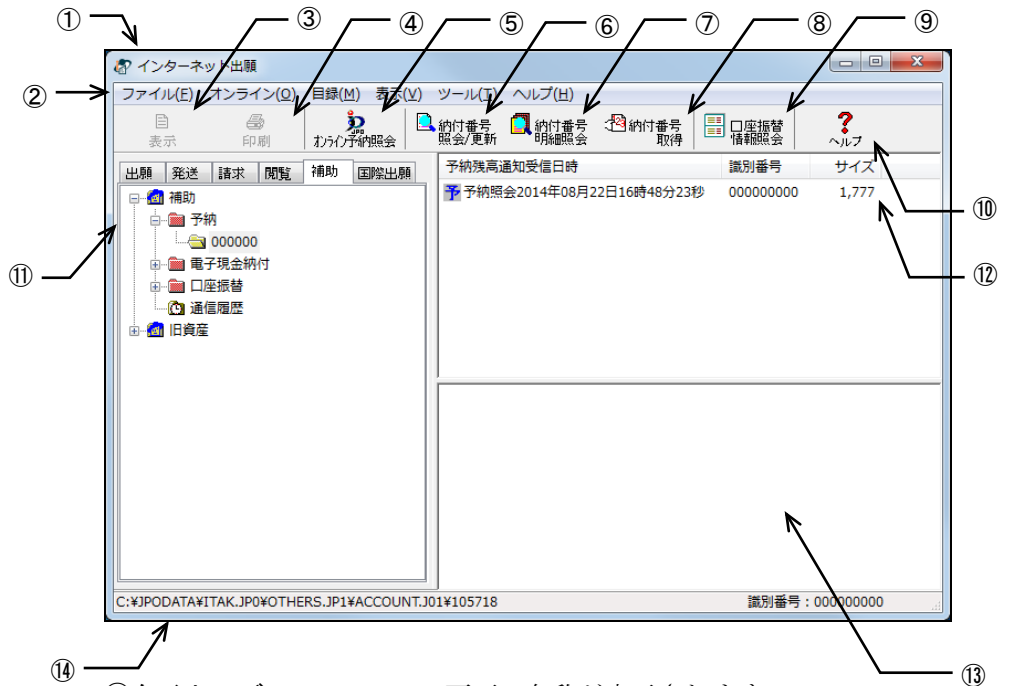 ① ③ ④ ⑤ ⑥ ⑦ ⑧ ⑨
インターネット出願
②
ファイル(F) オンライン(O) 目録(M) 表示(V) ツール(T) ヘルプ(H)
表示 印刷 オンライン予納照会 納付番号照会/更新 納付番号明細照会 納付番号取得 口座振替情報照会 ヘルプ
出願 発送 請求 閲覧 補助 国際出願
予納残高通知受信日時 識別番号 サイズ
予納照会2014年08月22日16時48分23秒 000000000 1,777
補助
予納
000000
電子現金納付
口座振替
通信履歴
旧資産
⑩
⑪
⑫
C:¥JPODATA¥ITAK.JP0¥OTHERS.JP1¥ACCOUNT.J01¥105718 識別番号：000000000
⑬
⑭